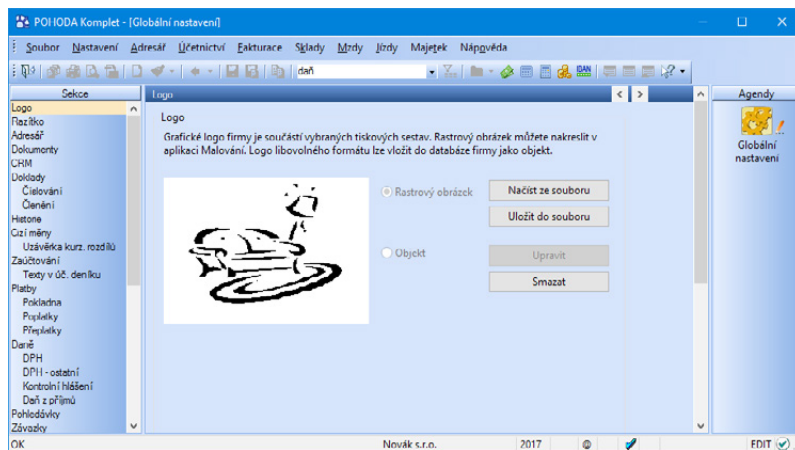 POHODA Komplet - [Globální nastavení]
Soubor Nastavení Adresář Účetnictví Fakturace Sklady Mzdy Jízdy Majetek Nápověda
daň
IDAN
Sekce
Logo
Razítko
Adresář
Dokumenty
CRM
Doklady
Číslování
Členění
Historie
Cizí měny
Uzávěrka kurz. rozdílů
Zaúčtování
Texty v úč. deníku
Platby
Pokladna
Poplatky
Přeplatky
Daně
DPH
DPH - ostatní
Kontrolní hlášení
Daň z příjmů
Pohledávky
Závazky
Logo
Logo
Grafické logo firmy je součástí vybraných tiskových sestav. Rastrový obrázek můžete nakreslit v
aplikaci Malování. Logo libovolného formátu lze vložit do databáze firmy jako objekt.
Rastrový obrázek
Načíst ze souboru
Uložit do souboru
Objekt
Upravit
Smazat
Agendy
Globální
nastavení
OK Novák s.r.o. 2017 @ EDIT